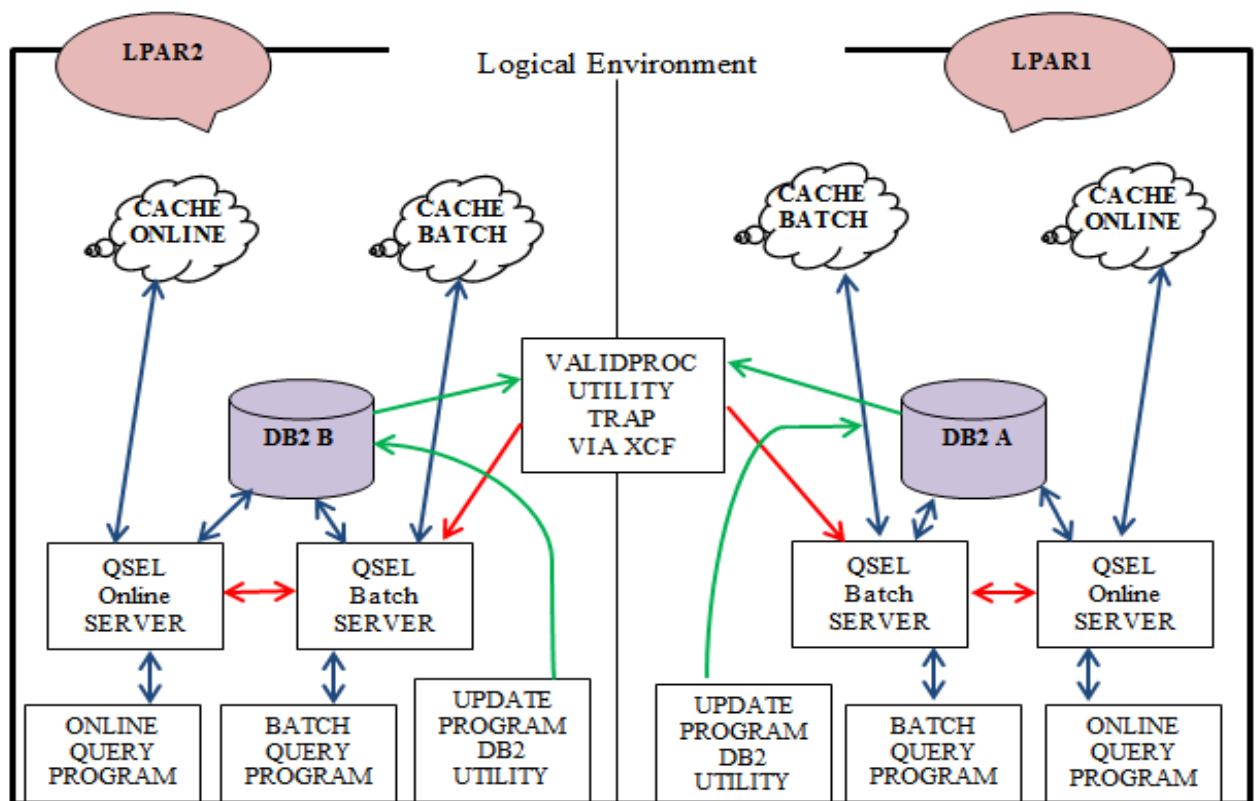 LPAR2
Logical Environment
LPAR1
CACHE
ONLINE
CACHE
BATCH
CACHE
BATCH
CACHE
ONLINE
VALIDPROC
UTILITY
TRAP
VIA XCF
DB2 B
DB2 A
QSEL
Online
SERVER
QSEL
Batch
SERVER
QSEL
Batch
SERVER
QSEL
Online
SERVER
ONLINE
QUERY
PROGRAM
BATCH
QUERY
PROGRAM
UPDATE
PROGRAM
DB2
UTILITY
UPDATE
PROGRAM
DB2
UTILITY
BATCH
QUERY
PROGRAM
ONLINE
QUERY
PROGRAM